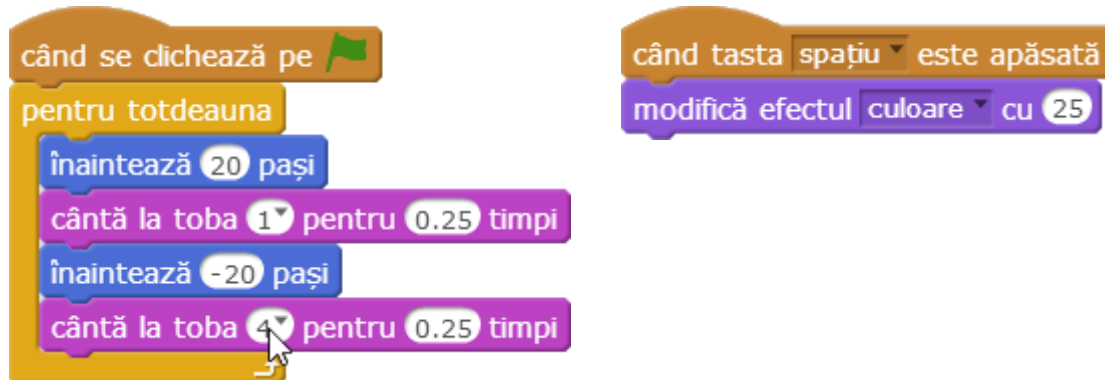 când se clichează pe
pentru totdeauna
înaintează 20 pași
cântă la toba 1 pentru 0.25 timpi
înaintează -20 pași
cântă la toba 4 pentru 0.25 timpi
când tasta spațiu este apăsată
modifică efectul culoare cu 25